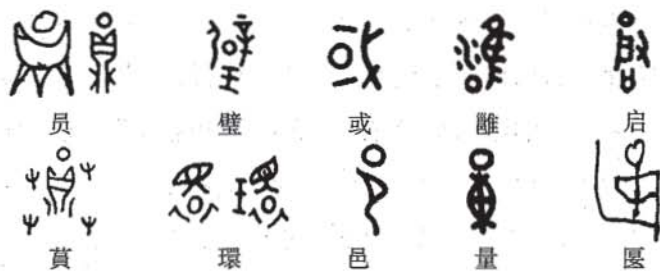 员 璧 或 雝 启
蒷 環 邑 量 匽